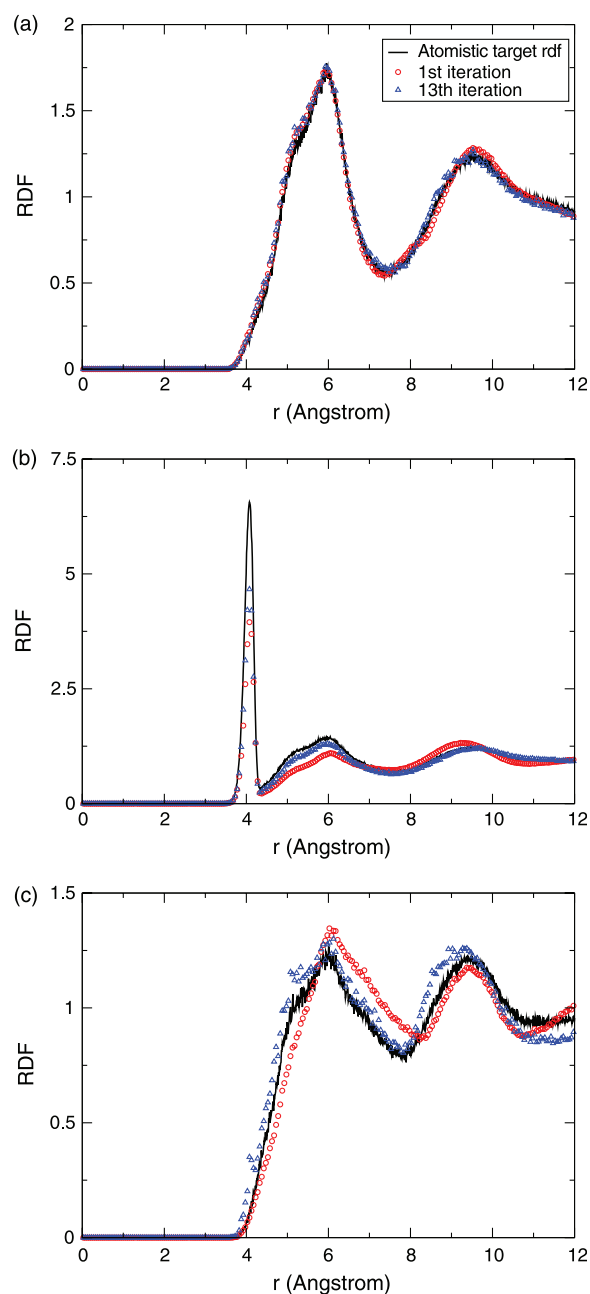 (a)
2
1.5
1
0.5
0
RDF
Atomistic target rdf
1st iteration
13th iteration
0 2 4 6 8 10 12
r (Angstrom)
(b)
7.5
5
2.5
0
RDF
0 2 4 6 8 10 12
r (Angstrom)
(c)
1.5
1
0.5
0
RDF
0 2 4 6 8 10 12
r (Angstrom)